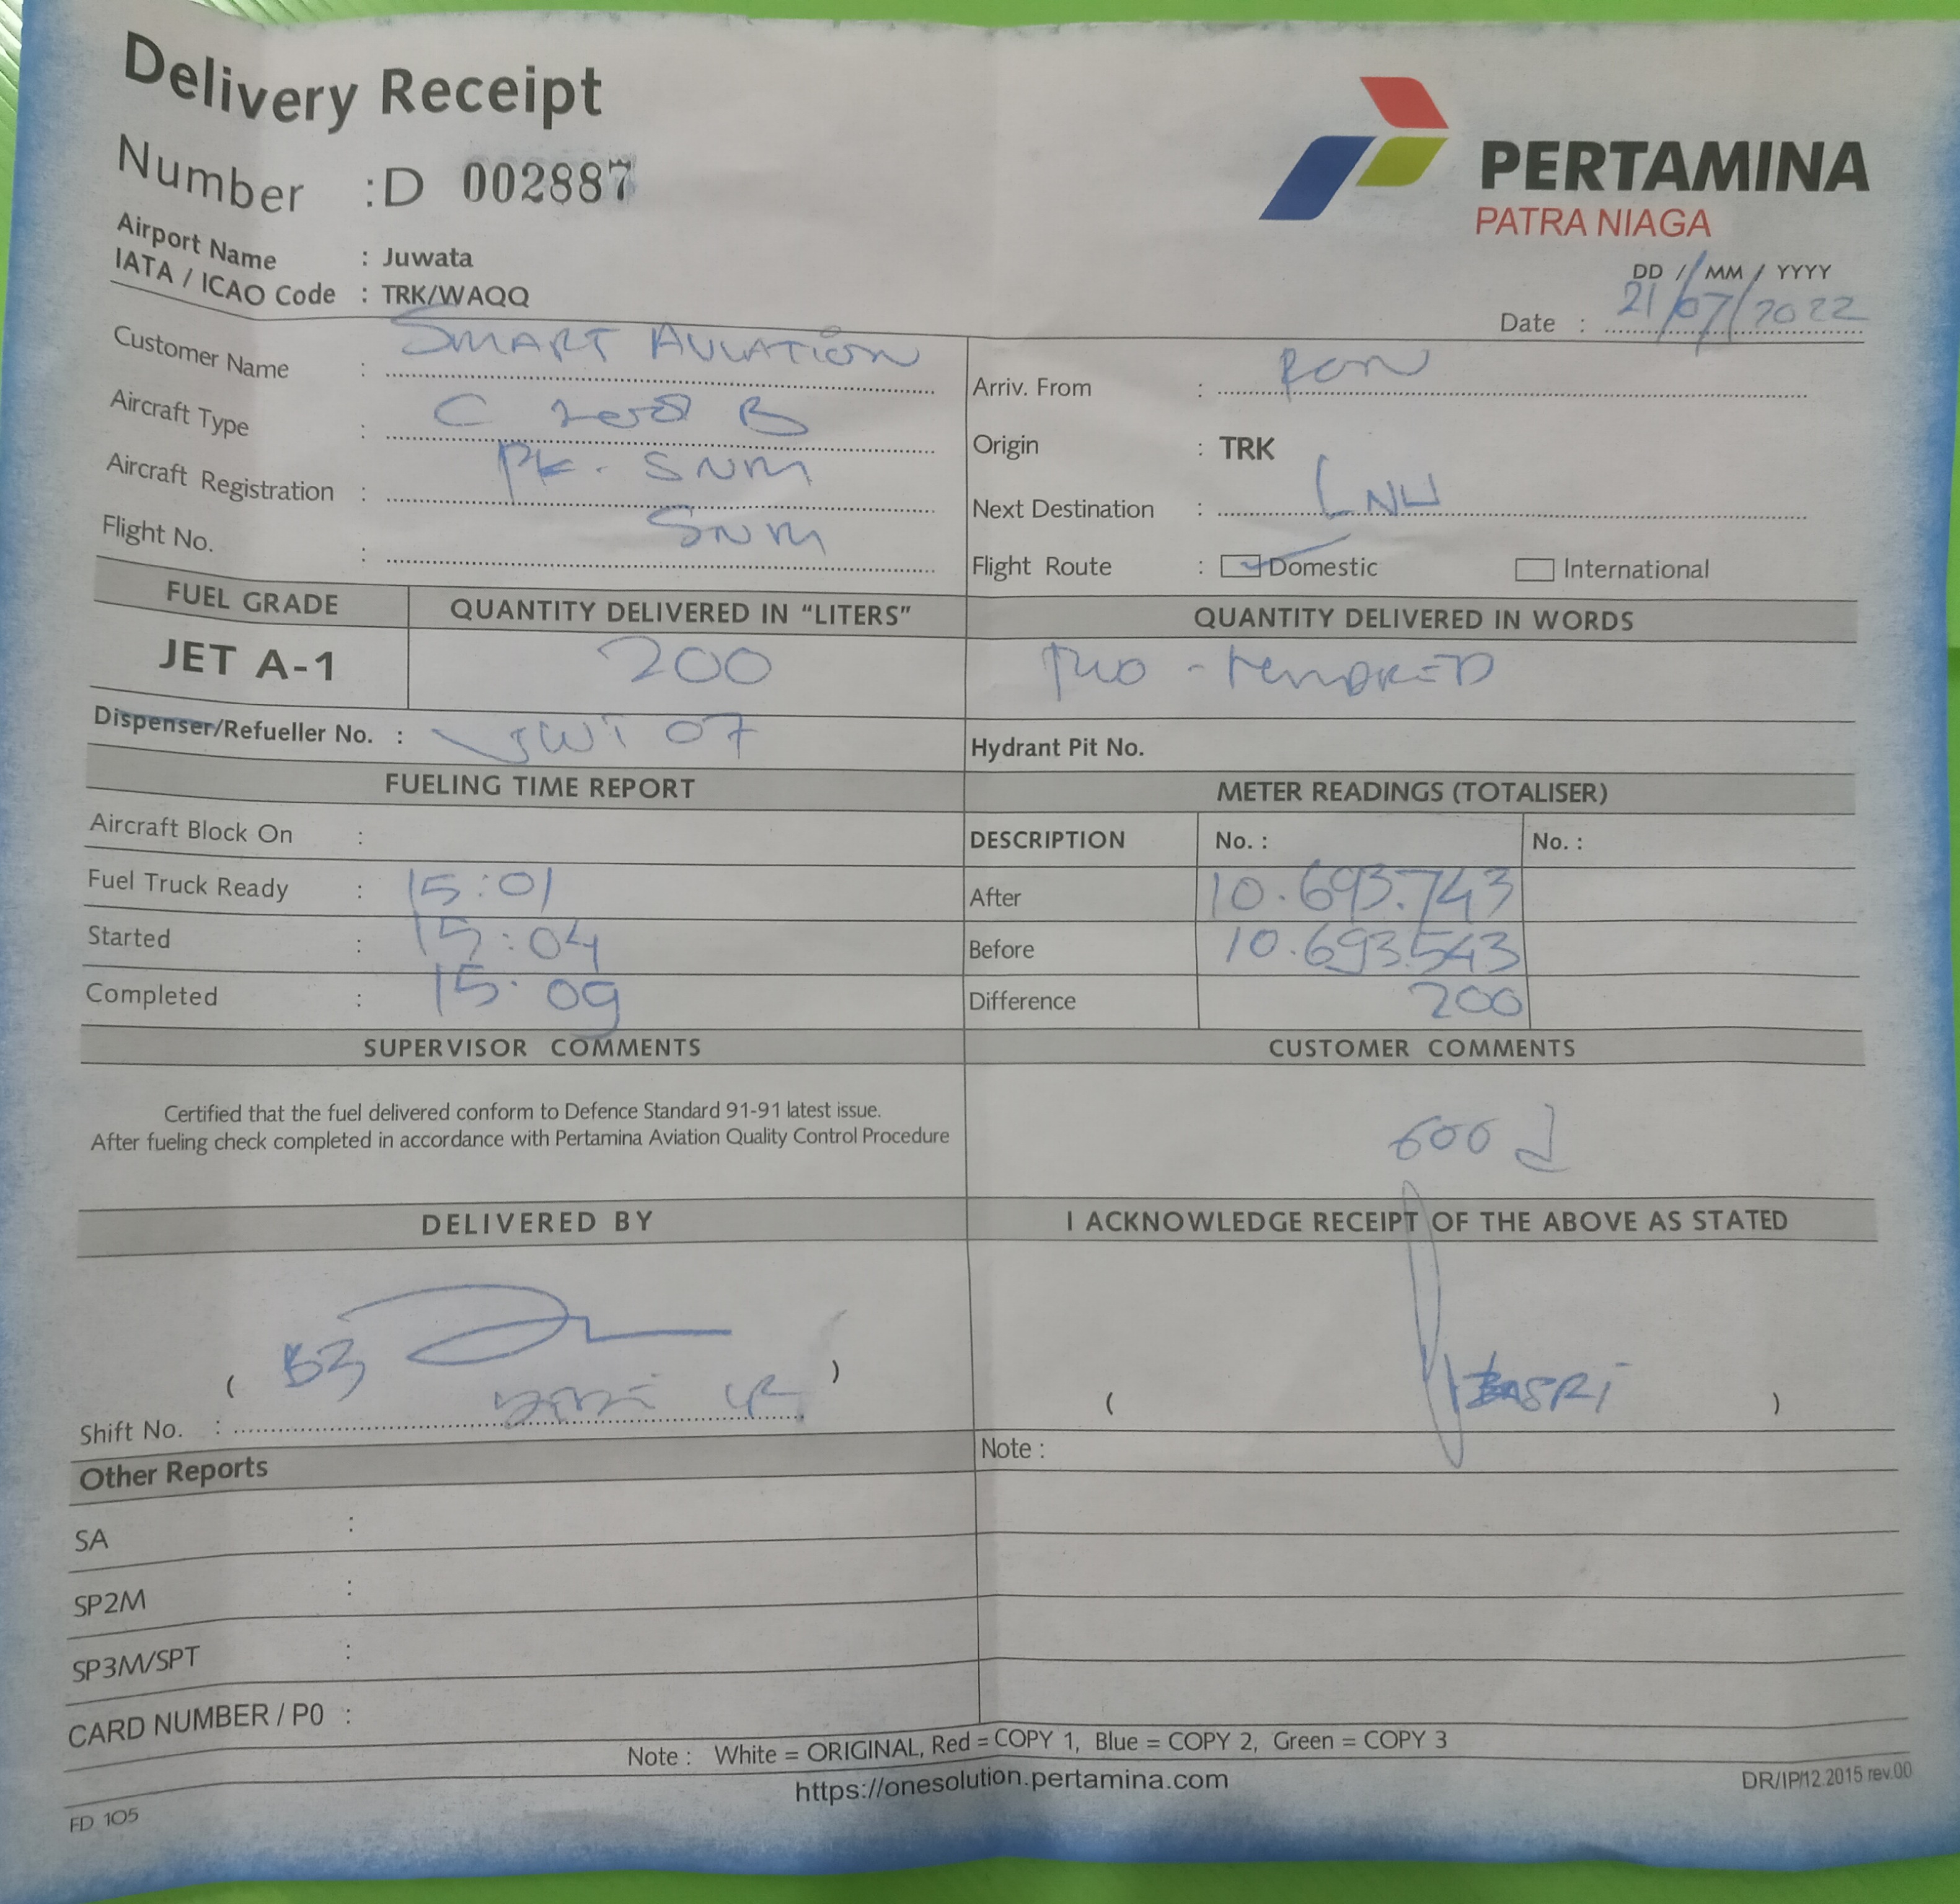 Delivery Receipt
Number : D 002887
PERTAMINA
PATRA NIAGA
Airport Name : Juwata
IATA / ICAO Code : TRK/WAQQ
DD / MM / YYYY
Date : 21/07/2022
Customer Name : SMART AVIATION
Aircraft Type : C 208 B
Aircraft Registration : PK-SNM
Flight No. : SNM
Arriv. From :
Origin : TRK
Next Destination : LNU
Flight Route : Domestic International
FUEL GRADE QUANTITY DELIVERED IN “LITERS” QUANTITY DELIVERED IN WORDS
JET A-1 200 TWO -
Dispenser/Refueller No. : JWT 07 Hydrant Pit No.
FUELING TIME REPORT METER READINGS (TOTALISER)
Aircraft Block On : DESCRIPTION No. : No. :
Fuel Truck Ready : 15:01 After 10.693.743
Started : 15:04 Before 10.693.543
Completed : 15:09 Difference 200
SUPERVISOR COMMENTS CUSTOMER COMMENTS
Certified that the fuel delivered conform to Defence Standard 91-91 latest issue.
After fueling check completed in accordance with Pertamina Aviation Quality Control Procedure
600
DELIVERED BY I ACKNOWLEDGE RECEIPT OF THE ABOVE AS STATED
( )
( )
Shift No. :
Other Reports Note :
SA :
SP2M :
SP3M/SPT :
CARD NUMBER / P0 :
Note : White = ORIGINAL, Red = COPY 1, Blue = COPY 2, Green = COPY 3
https://onesolution.pertamina.com
FD 105 DR/IP/12.2015 rev.00